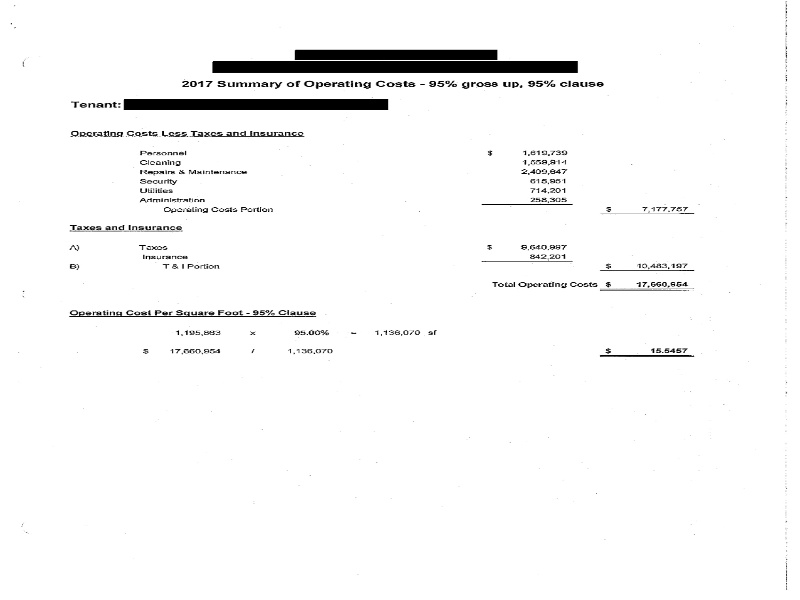 2017 Summary of Operating Costs - 95% gross up, 95% clause
Tenant:
Operating Costs Less Taxes and Insurance
Personnel $ 1,619,739
Cleaning 1,559,914
Repairs & Maintenance 2,409,647
Security 615,951
Utilities 714,201
Administration 258,305
Operating Costs Portion $ 7,177,757
Taxes and Insurance
A) Taxes $ 9,640,997
Insurance 842,201
B) T & I Portion $ 10,483,197
Total Operating Costs $ 17,660,954
Operating Cost Per Square Foot - 95% Clause
1,195,863 x 95.00% = 1,136,070 sf
$ 17,660,954 / 1,136,070 $ 15.5457